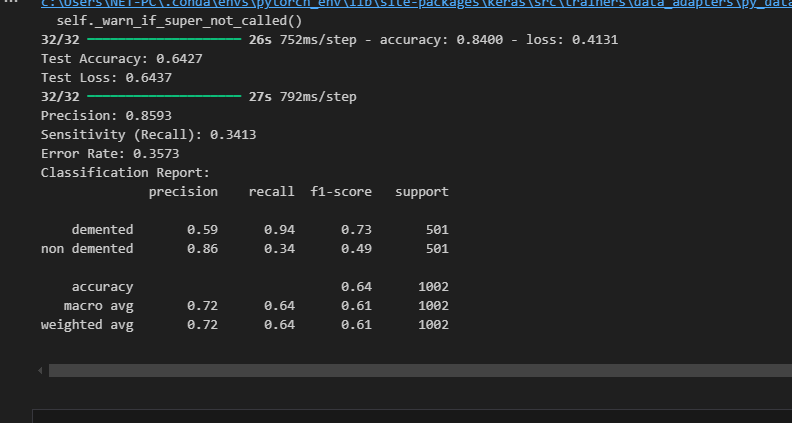 c:\Users\NET-PC\.conda\envs\pytorch_env\lib\site-packages\keras\src\trainers\data_adapters\py_data
self._warn_if_super_not_called()
32/32 ━━━━━━━━━━━━━━━━━━━━ 26s 752ms/step - accuracy: 0.8400 - loss: 0.4131
Test Accuracy: 0.6427
Test Loss: 0.6437
32/32 ━━━━━━━━━━━━━━━━━━━━ 27s 792ms/step
Precision: 0.8593
Sensitivity (Recall): 0.3413
Error Rate: 0.3573
Classification Report:
precision recall f1-score support
demented 0.59 0.94 0.73 501
non demented 0.86 0.34 0.49 501
accuracy 0.64 1002
macro avg 0.72 0.64 0.61 1002
weighted avg 0.72 0.64 0.61 1002